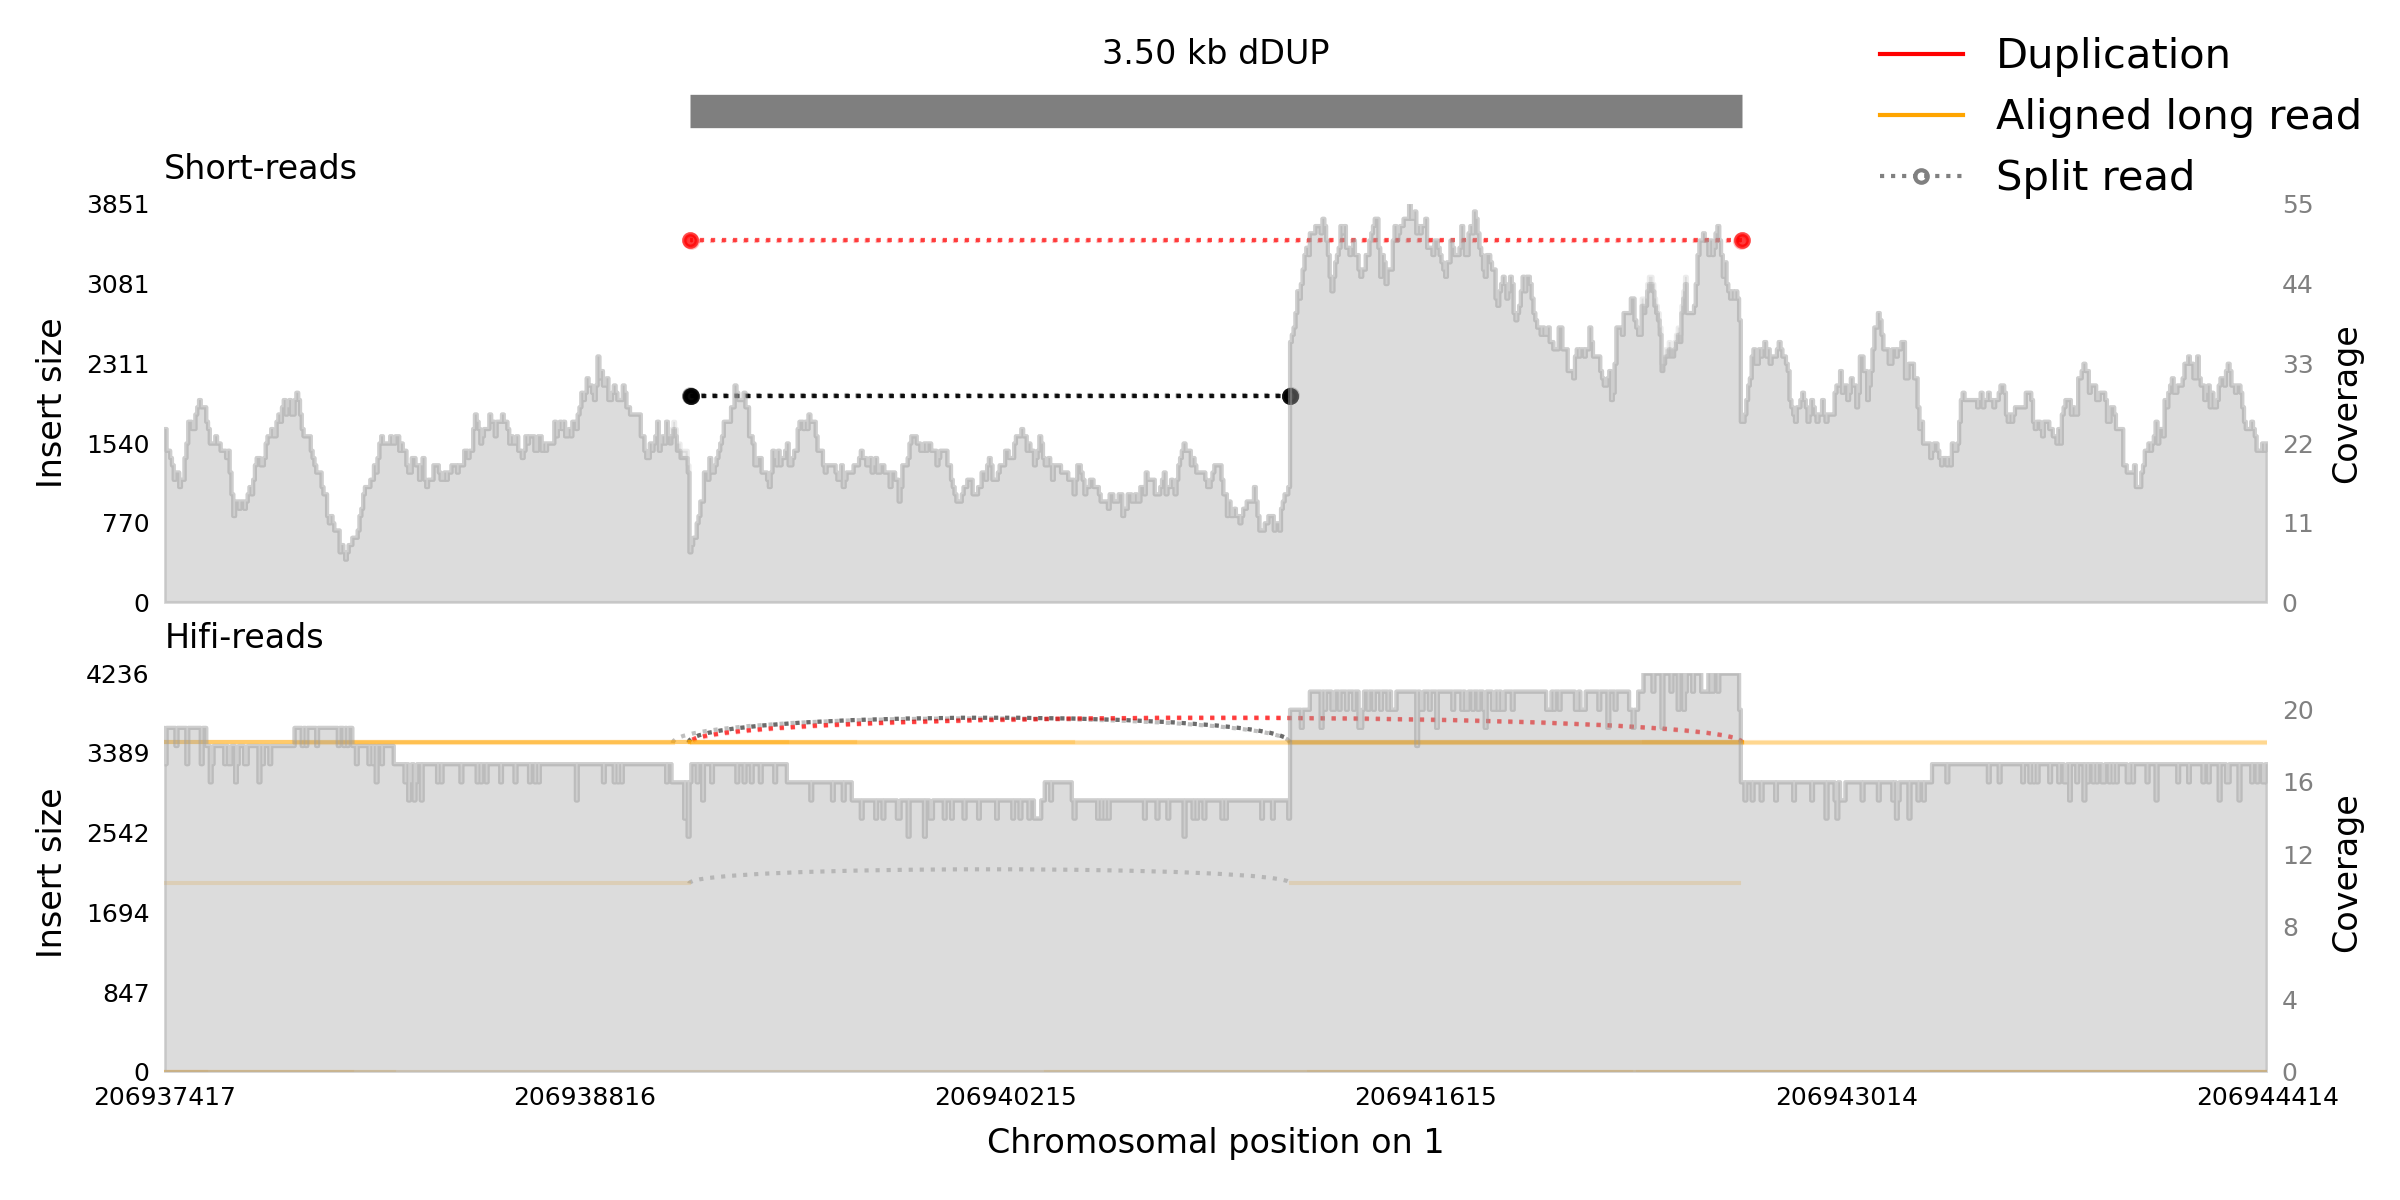 3.50 kb dDUP
Duplication
Aligned long read
Split read
Short-reads
3851
3081
2311
1540
770
0
Insert size
55
44
33
22
11
0
Coverage
Hifi-reads
4236
3389
2542
1694
847
0
Insert size
20
16
12
8
4
0
Coverage
206937417 206938816 206940215 206941615 206943014 206944414
Chromosomal position on 1